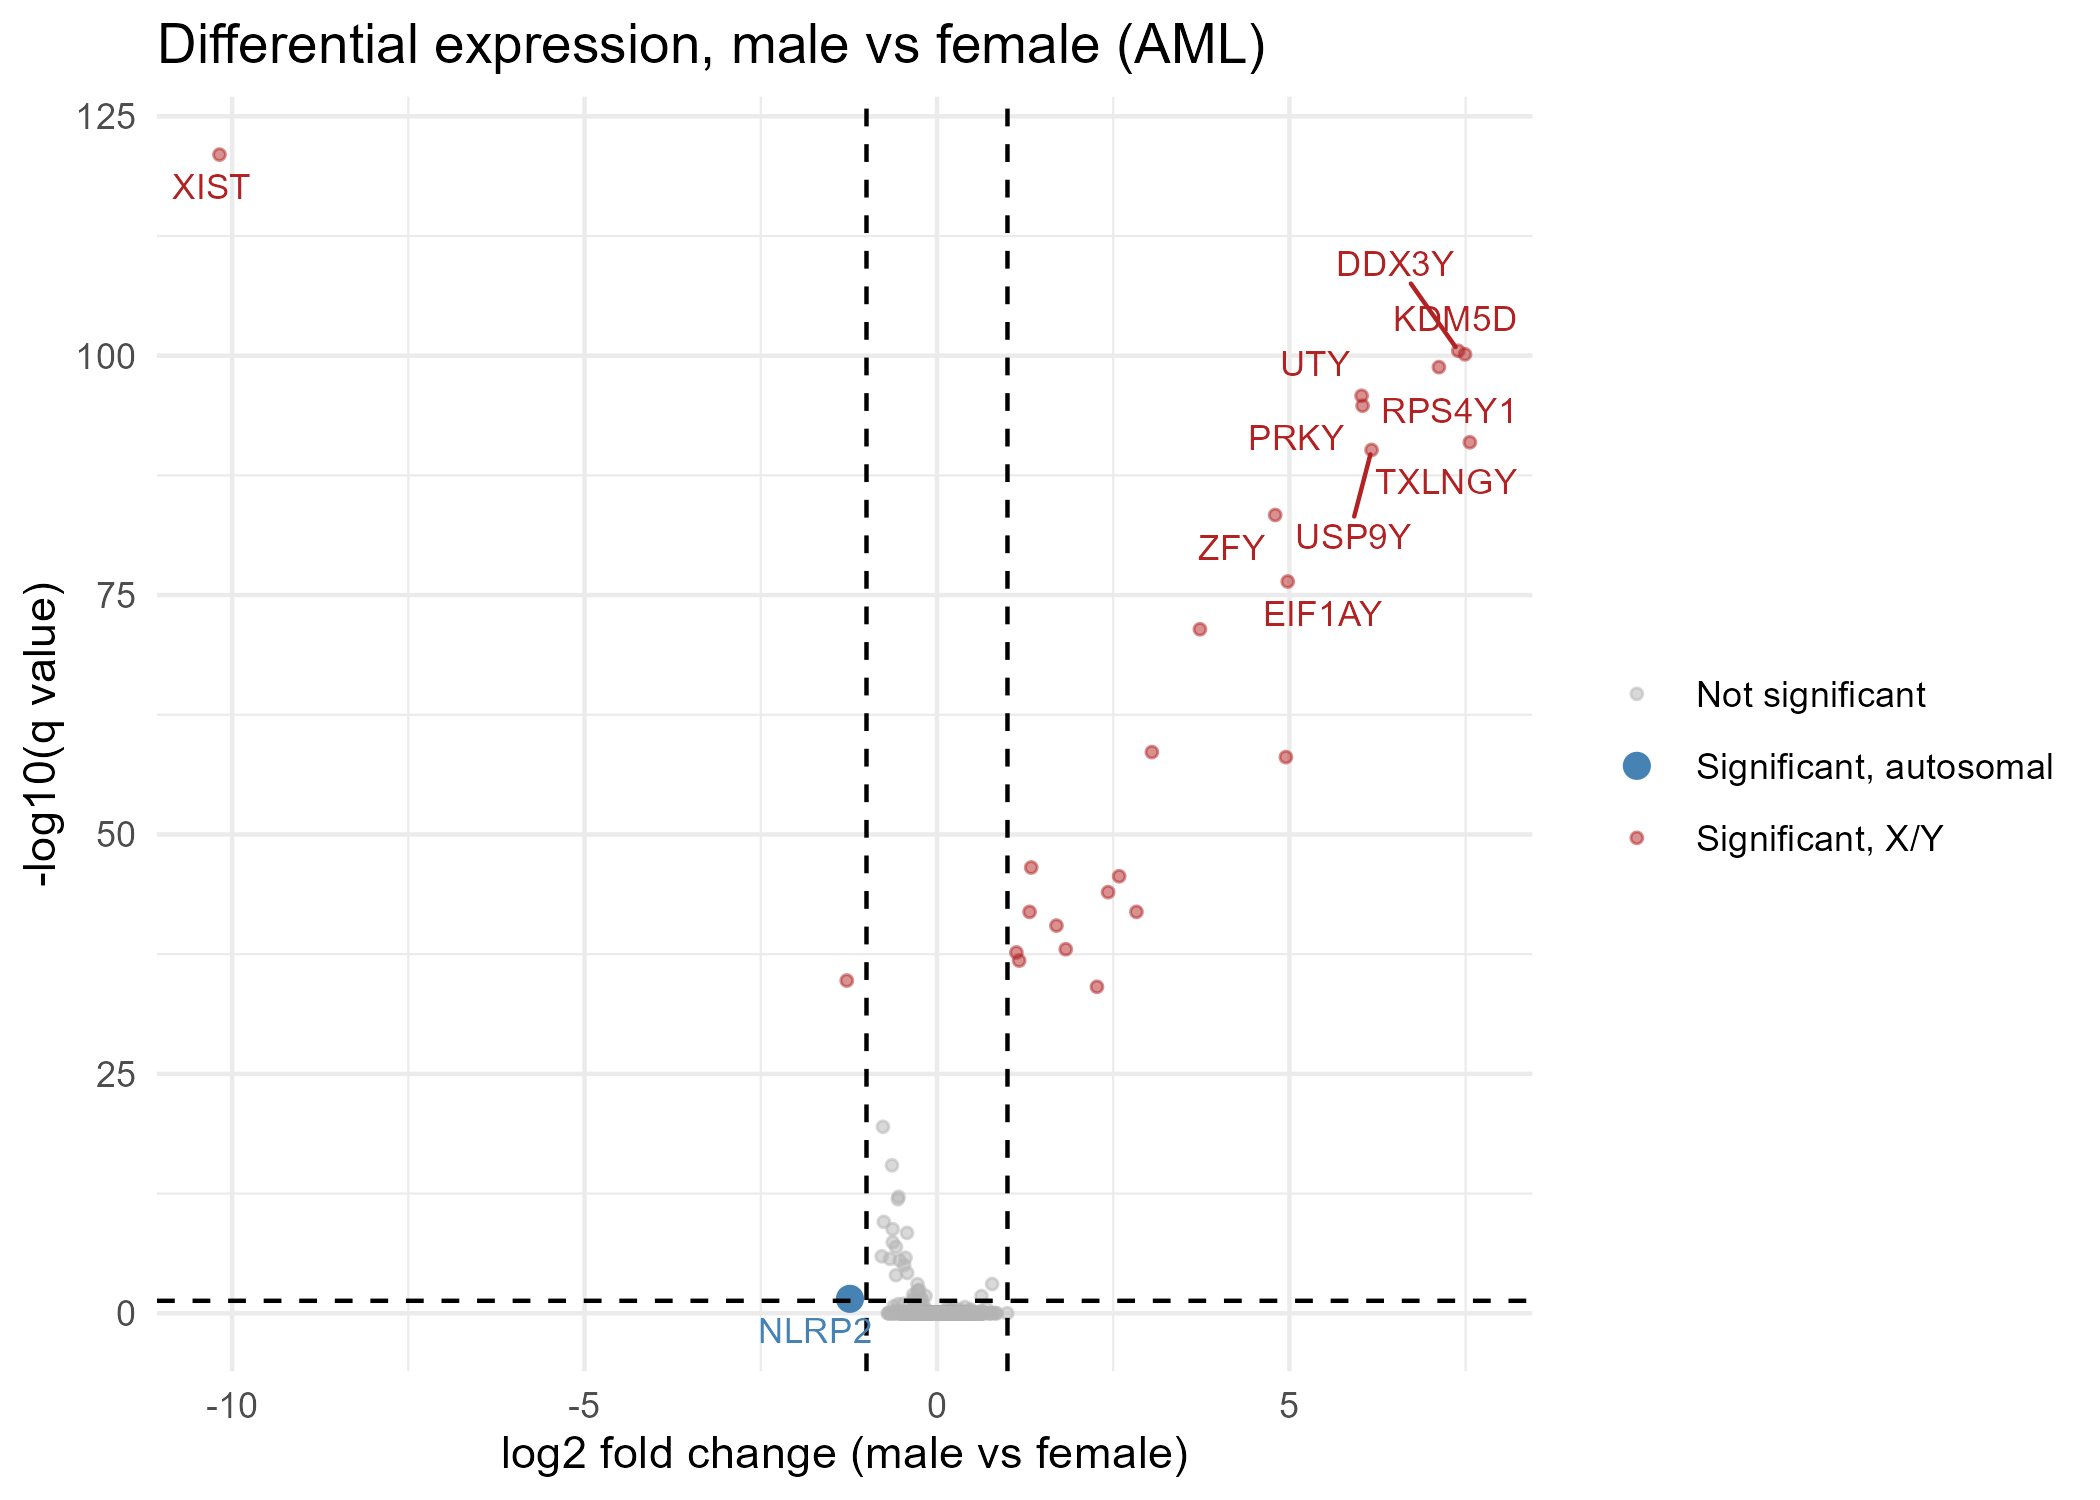 Differential expression, male vs female (AML)
125
100
75
50
25
0
-log10(q value)
XIST
DDX3Y
KDM5D
UTY
RPS4Y1
PRKY
TXLNGY
USP9Y
ZFY
EIF1AY
NLRP2
-10
-5
0
5
log2 fold change (male vs female)
Not significant
Significant, autosomal
Significant, X/Y